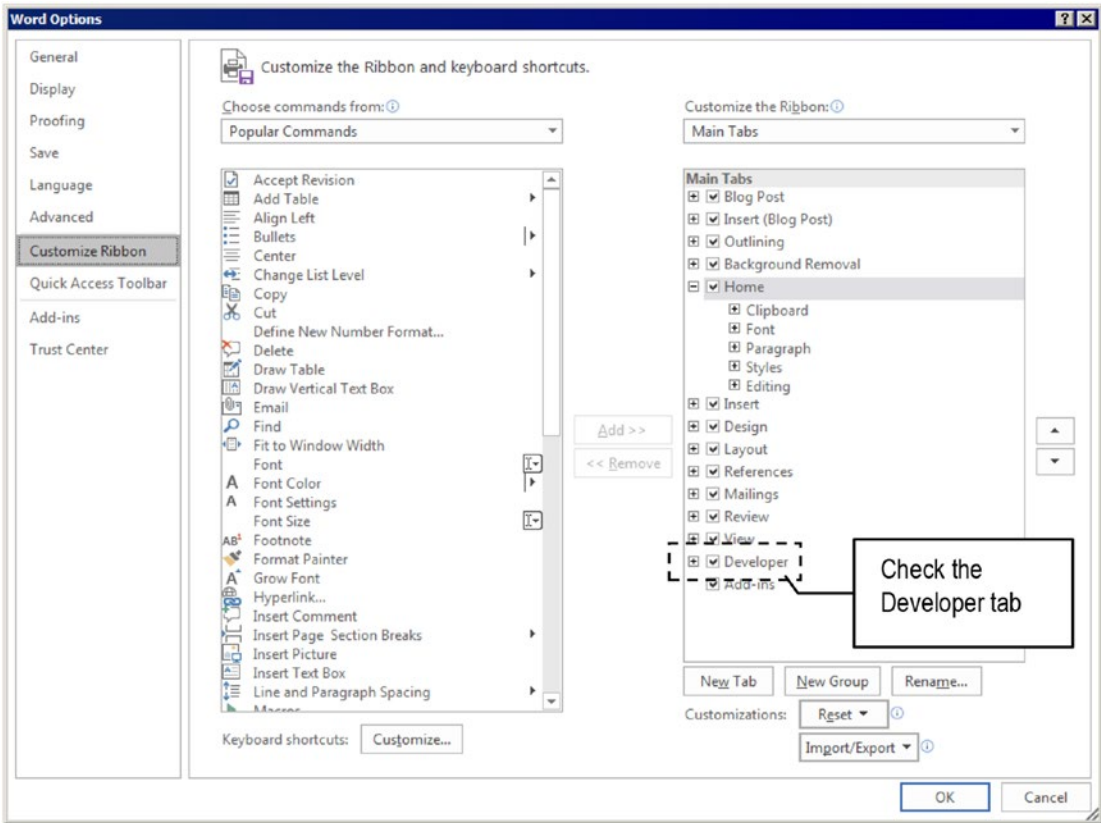 Word Options
General
Display
Proofing
Save
Language
Advanced
Customize Ribbon
Quick Access Toolbar
Add-ins
Trust Center
Customize the Ribbon and keyboard shortcuts.
Choose commands from:
Popular Commands
Accept Revision
Add Table
Align Left
Bullets
Center
Change List Level
Copy
Cut
Define New Number Format...
Delete
Draw Table
Draw Vertical Text Box
Email
Find
Fit to Window Width
Font
Font Color
Font Settings
Font Size
Footnote
Format Painter
Grow Font
Hyperlink...
Insert Comment
Insert Page Section Breaks
Insert Picture
Insert Text Box
Line and Paragraph Spacing
Macros
Keyboard shortcuts: Customize...
Add >>
<< Remove
Customize the Ribbon:
Main Tabs
Main Tabs
Blog Post
Insert (Blog Post)
Outlining
Background Removal
Home
Clipboard
Font
Paragraph
Styles
Editing
Insert
Design
Layout
References
Mailings
Review
View
Developer
Add-ins
Check the
Developer tab
New Tab New Group Rename...
Customizations: Reset
Import/Export
OK Cancel